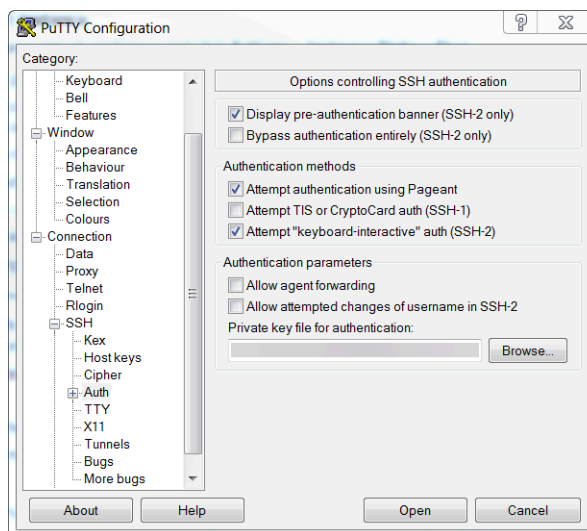 PuTTY Configuration
Category:
Keyboard
Bell
Features
Window
Appearance
Behaviour
Translation
Selection
Colours
Connection
Data
Proxy
Telnet
Rlogin
SSH
Kex
Host keys
Cipher
Auth
TTY
X11
Tunnels
Bugs
More bugs
Options controlling SSH authentication
Display pre-authentication banner (SSH-2 only)
Bypass authentication entirely (SSH-2 only)
Authentication methods
Attempt authentication using Pageant
Attempt TIS or CryptoCard auth (SSH-1)
Attempt "keyboard-interactive" auth (SSH-2)
Authentication parameters
Allow agent forwarding
Allow attempted changes of username in SSH-2
Private key file for authentication:
Browse...
About
Help
Open
Cancel